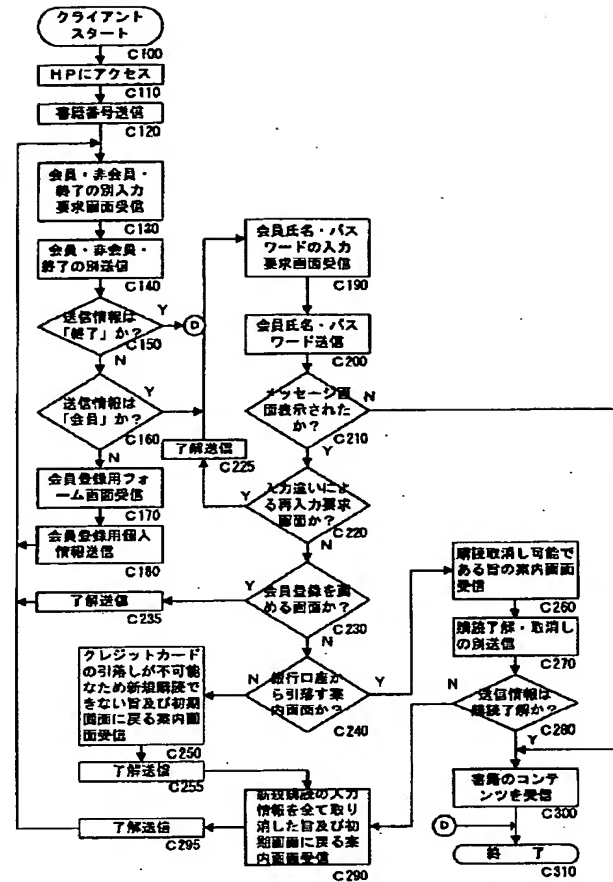 クライアント
スタート
C100
HPにアクセス
C110
書籍番号送信
C120
会員・非会員・
終了の別入力
要求画面受信
C130
会員・非会員・
終了の別送信
C140
送信情報は
「終了」か?
C150
Y
D
N
送信情報は
「会員」か?
C160
Y
N
会員登録用フォ
ーム画面受信
C170
会員登録用個人
情報送信
C180
会員氏名・パス
ワードの入力
要求画面受信
C190
会員氏名・パス
ワード送信
C200
メッセージ画
面表示された
か?
C210
N
Y
了解送信
C225
入力違いによ
る再入力要求
画面か?
C220
Y
N
会員登録を薦
める画面か?
C230
Y
N
了解送信
C235
銀行口座か
ら引落す案
内画面か?
C240
N
Y
クレジットカード
の引落しが不可能
なため新規購読で
きない旨及び初期
画面に戻る案内画
面受信
C250
了解送信
C255
購読取消し可能で
ある旨の案内画面
受信
C260
購読了解・取消し
の別送信
C270
送信情報は
購読了解か?
C280
N
Y
新規購読の入力
情報を全て取り
消した旨及び初
期画面に戻る案
内画面受信
C290
了解送信
C295
書籍のコンテ
ンツを受信
C300
D
終 了
C310